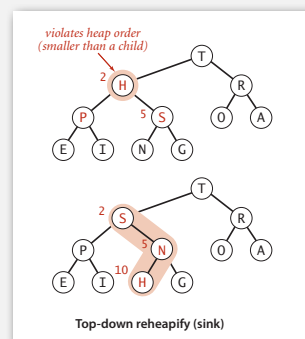 violates heap order
(smaller than a child)
T
2 H R
P 5 S O A
E I N G
T
2 S R
P 5 N O A
10
E I H G
Top-down reheapify (sink)